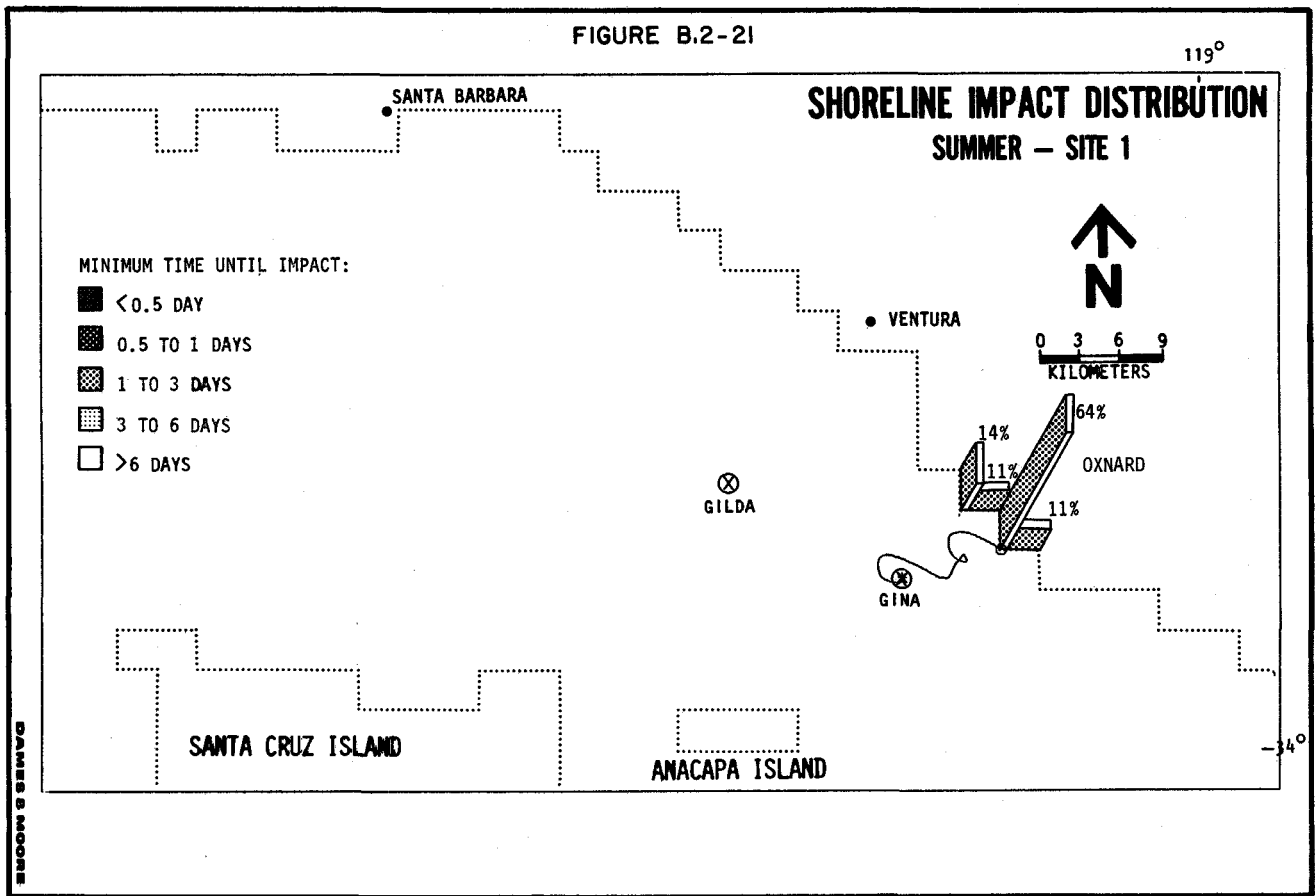 FIGURE B.2-21
119°
SANTA BARBARA
SHORELINE IMPACT DISTRIBUTION
SUMMER — SITE 1
MINIMUM TIME UNTIL IMPACT:
<0.5 DAY
0.5 TO 1 DAYS
1 TO 3 DAYS
3 TO 6 DAYS
>6 DAYS
N
VENTURA
0 3 6 9
KILOMETERS
64%
14%
11%
OXNARD
11%
GILDA
GINA
SANTA CRUZ ISLAND
ANACAPA ISLAND
34°
DAMES & MOORE